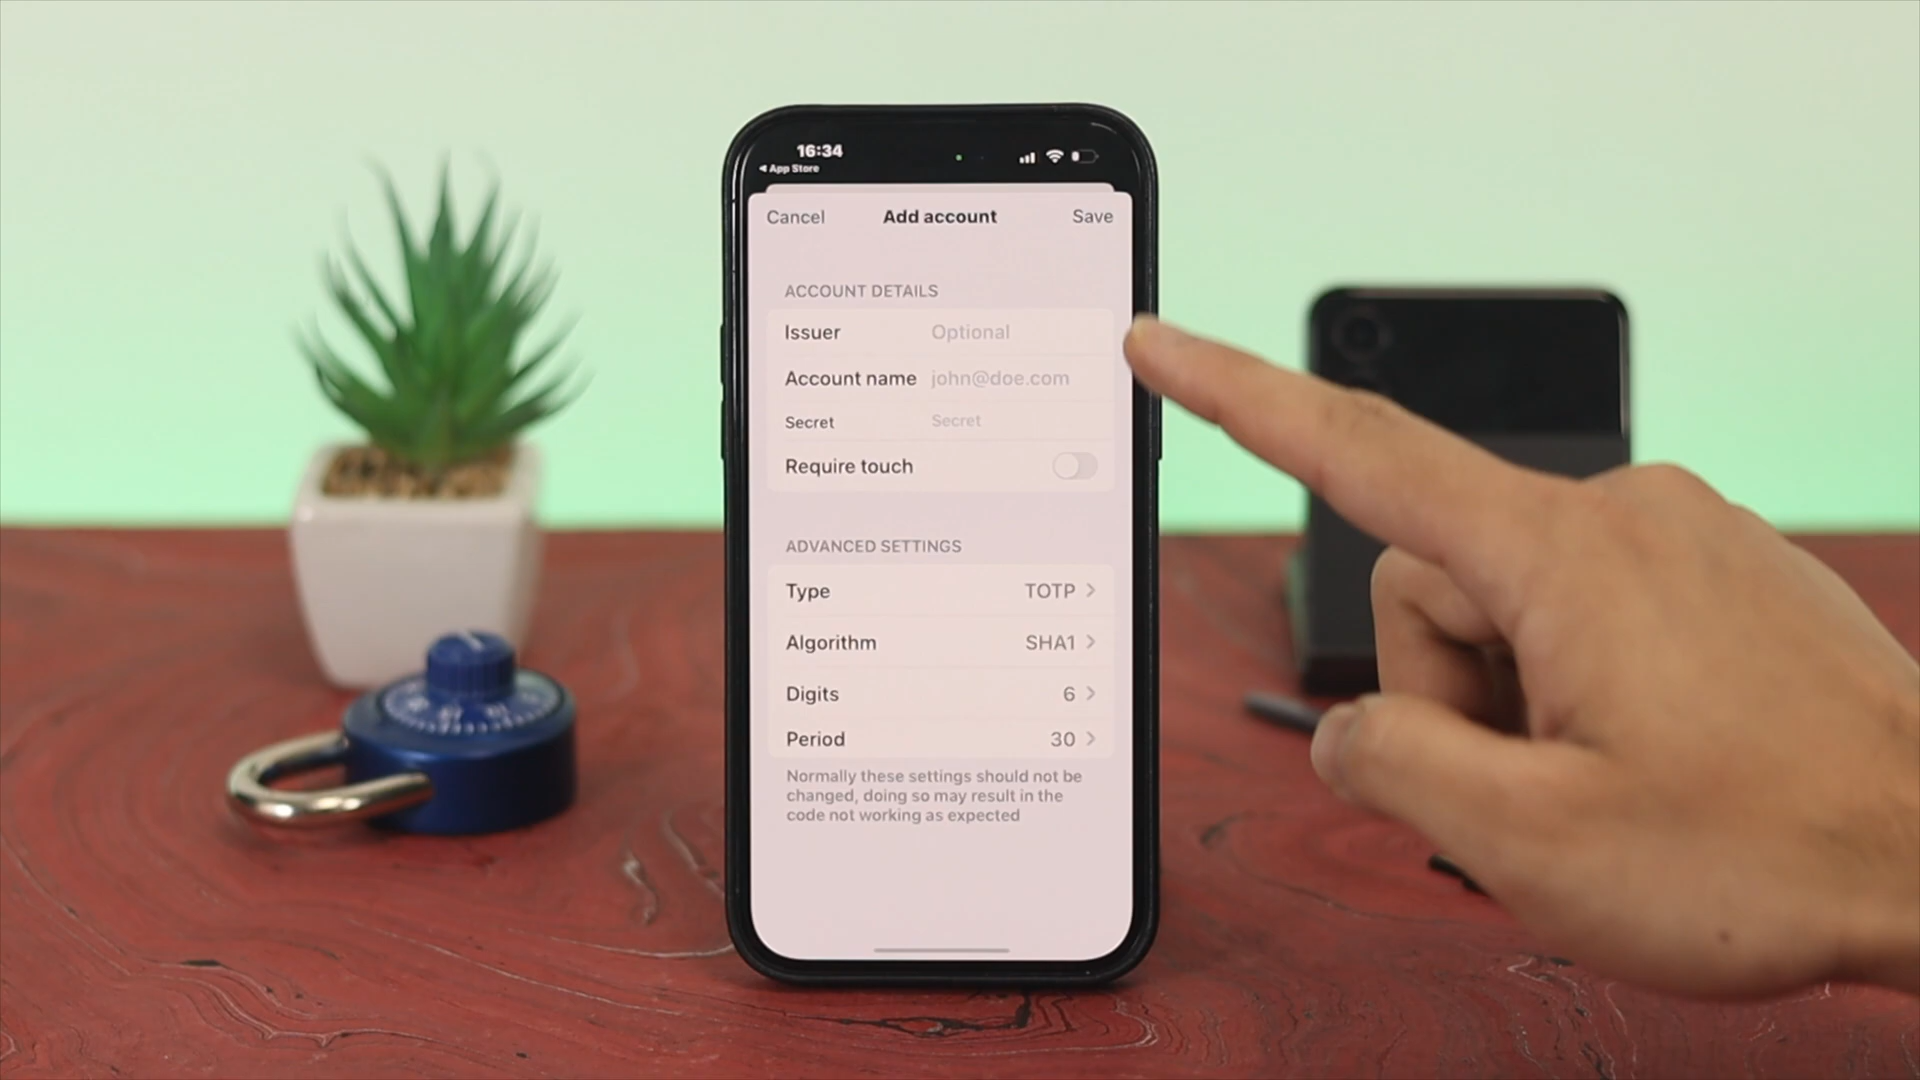 16:34
App Store
Cancel Add account Save
ACCOUNT DETAILS
Issuer Optional
Account name john@doe.com
Secret Secret
Require touch
ADVANCED SETTINGS
Type TOTP
Algorithm SHA1
Digits 6
Period 30
Normally these settings should not be
changed, doing so may result in the
code not working as expected